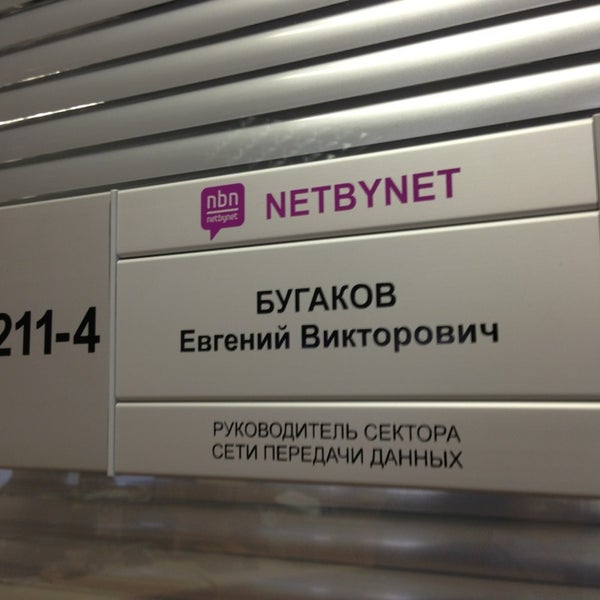 nbn
netbynet
NETBYNET
211-4
БУГАКОВ
Евгений Викторович
РУКОВОДИТЕЛЬ СЕКТОРА
СЕТИ ПЕРЕДАЧИ ДАННЫХ